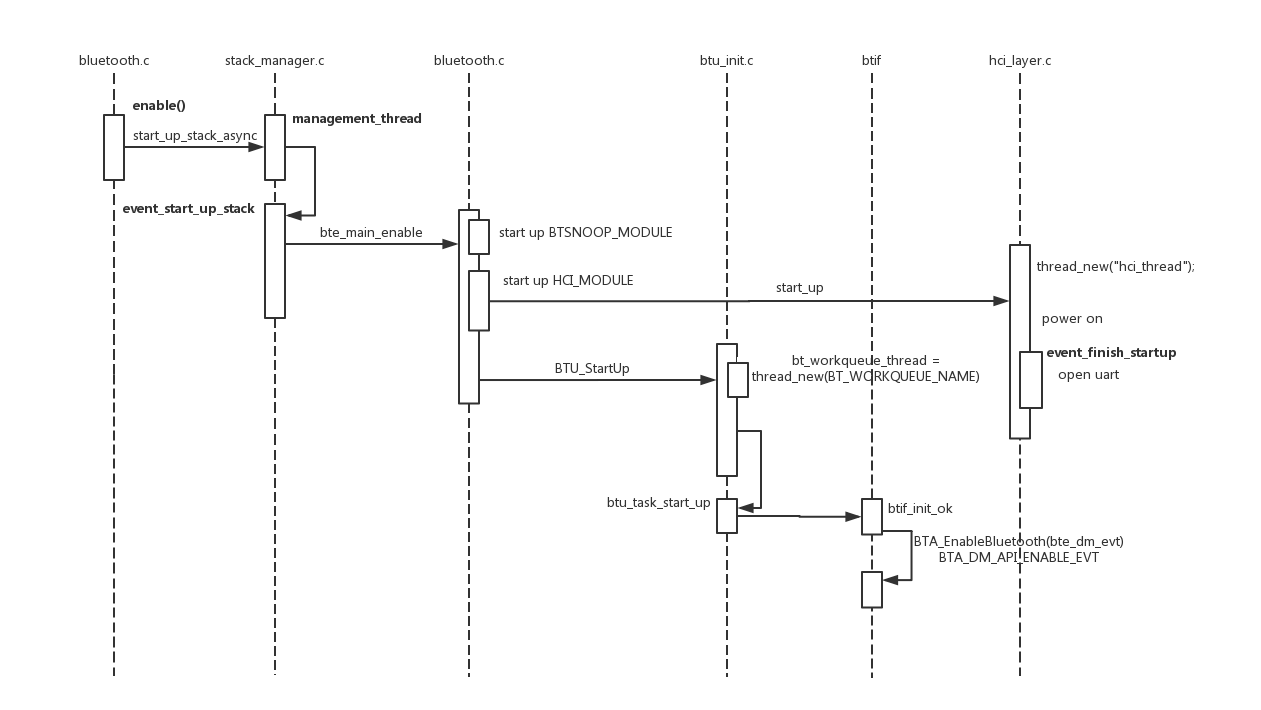 bluetooth.c
stack_manager.c
bluetooth.c
btu_init.c
btif
hci_layer.c
enable()
management_thread
start_up_stack_async
event_start_up_stack
bte_main_enable
start up BTSNOOP_MODULE
thread_new("hci_thread");
start up HCI_MODULE
start_up
power on
event_finish_startup
bt_workqueue_thread =
thread_new(BT_WORKQUEUE_NAME)
BTU_StartUp
open uart
btu_task_start_up
btif_init_ok
BTA_EnableBluetooth(bte_dm_evt)
BTA_DM_API_ENABLE_EVT